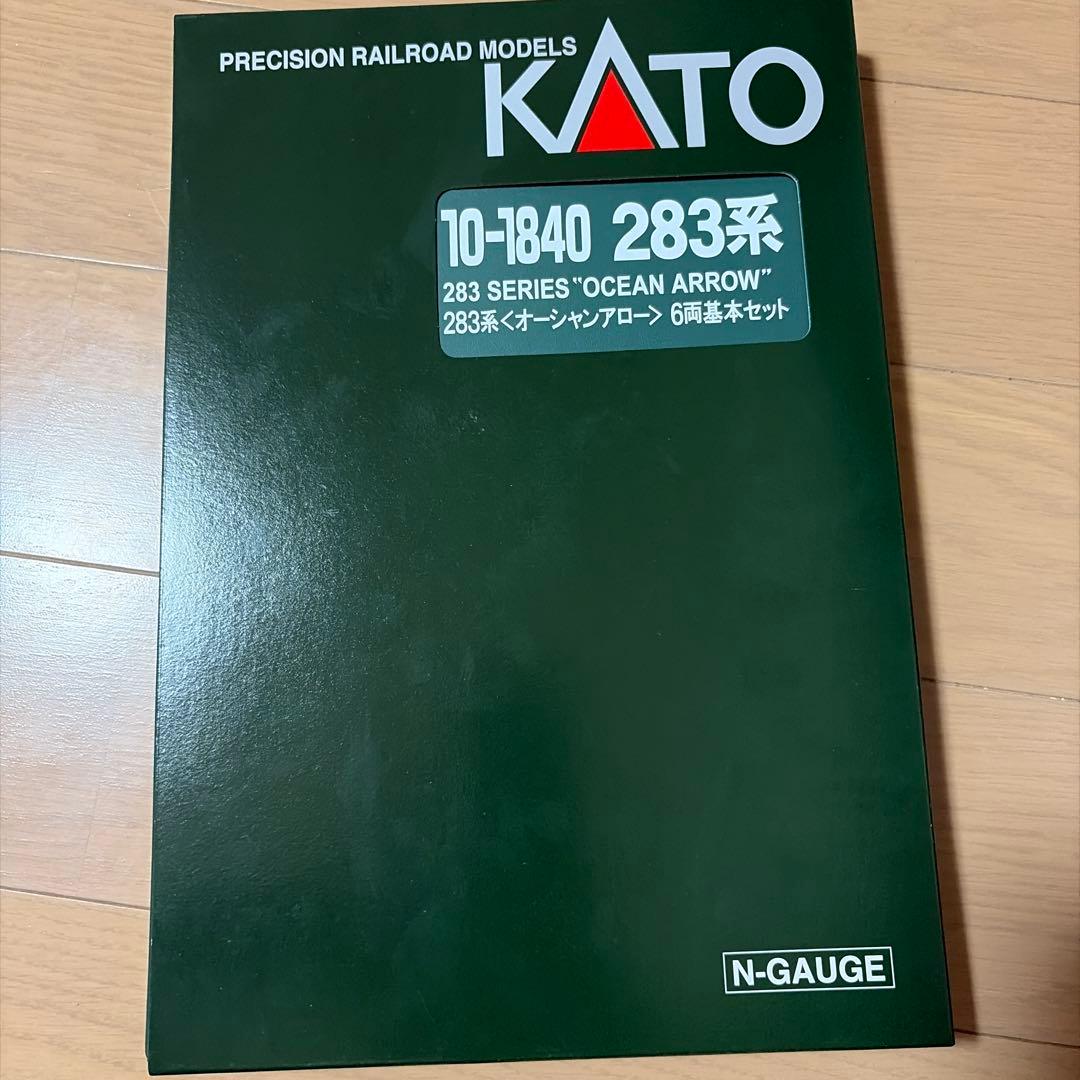 PRECISION RAILROAD MODELS
KATO
10-1840 283系
283 SERIES "OCEAN ARROW"
283系<オーシャンアロー> 6両基本セット
N-GAUGE